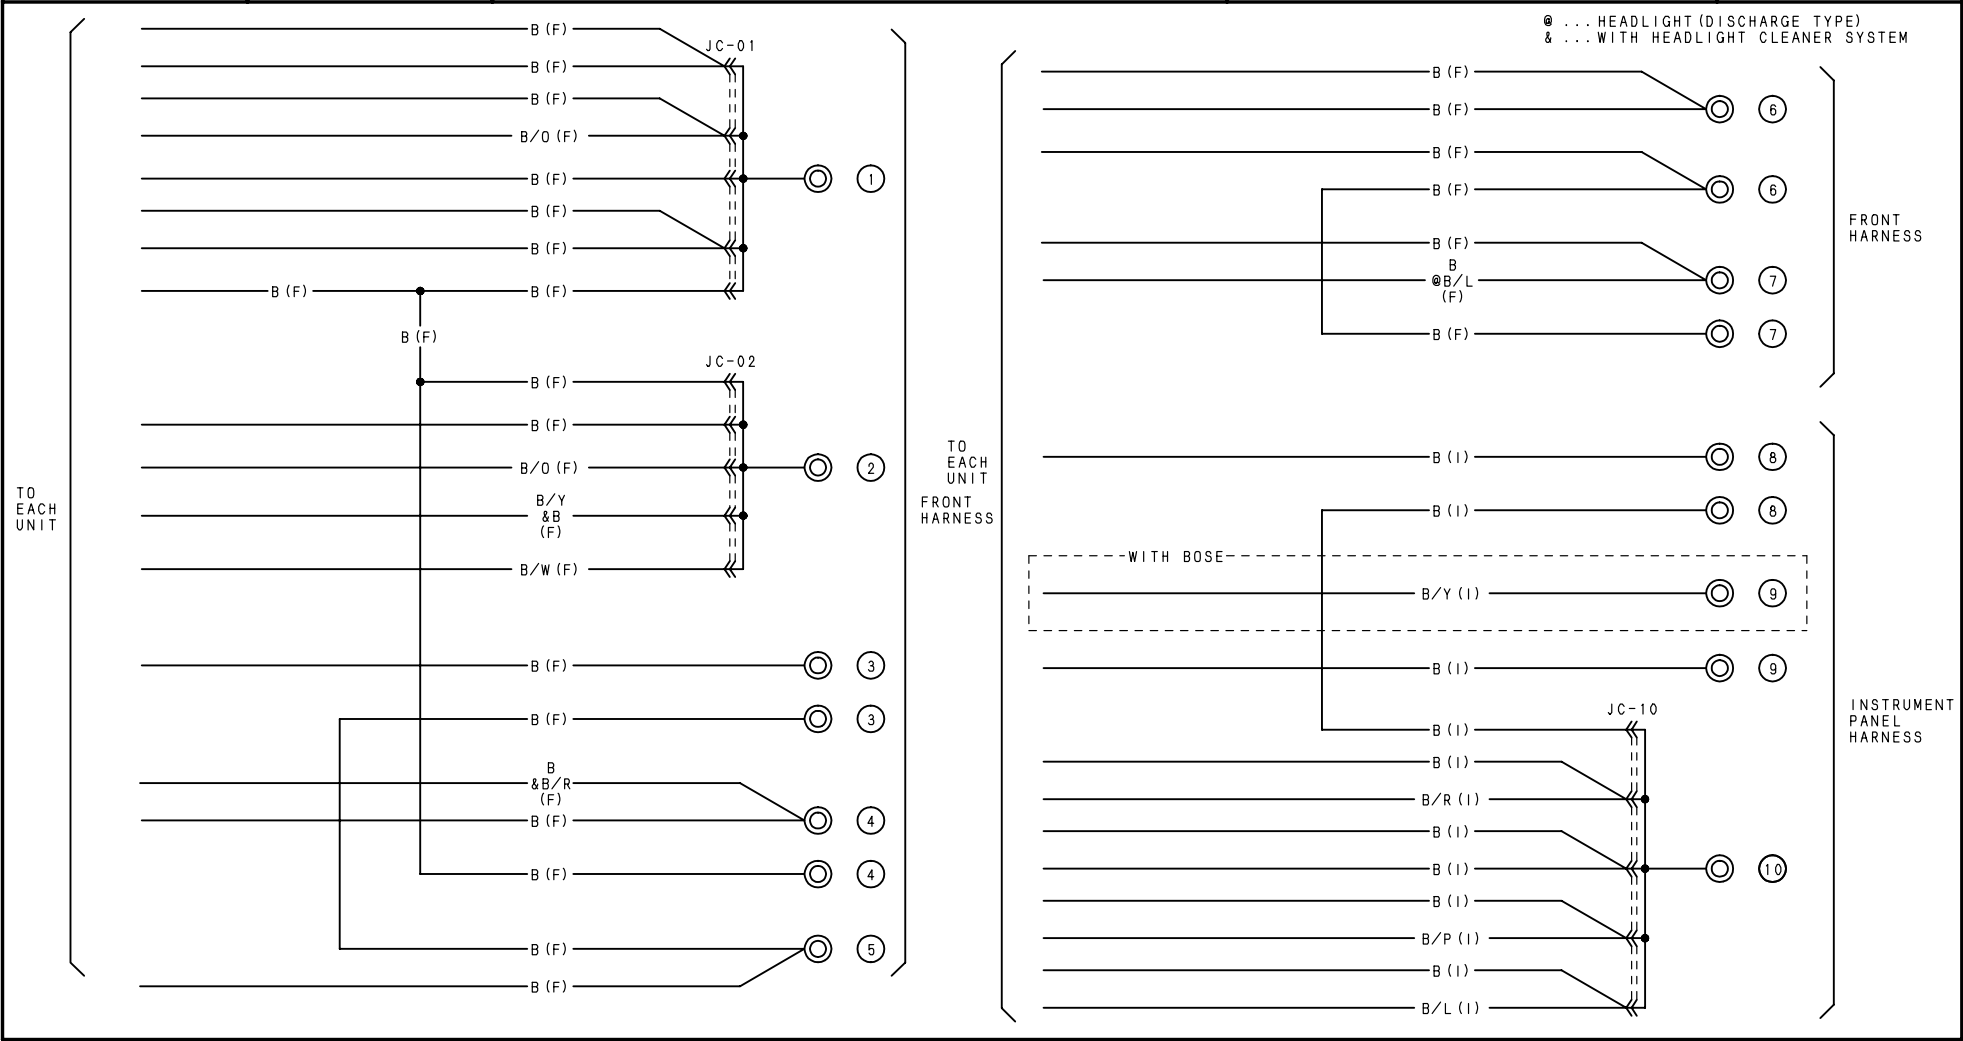 @ ... HEADLIGHT (DISCHARGE TYPE)
& ... WITH HEADLIGHT CLEANER SYSTEM
TO
EACH
UNIT
B (F)
JC-01
B (F)
B (F)
B/O (F)
B (F)
1
B (F)
B (F)
B (F)
B (F)
B (F)
JC-02
B (F)
B (F)
B/O (F)
2
B/Y
&B
(F)
B/W (F)
B (F)
3
B (F)
3
B
&B/R
(F)
B (F)
4
B (F)
4
B (F)
5
B (F)
FRONT
HARNESS
TO
EACH
UNIT
B (F)
B (F)
6
B (F)
B (F)
6
B (F)
B
@B/L
(F)
7
B (F)
7
FRONT
HARNESS
B (I)
8
B (I)
8
WITH BOSE
B/Y (I)
9
B (I)
9
JC-10
B (I)
B (I)
B/R (I)
B (I)
B (I)
10
B (I)
B/P (I)
B (I)
B/L (I)
INSTRUMENT
PANEL
HARNESS